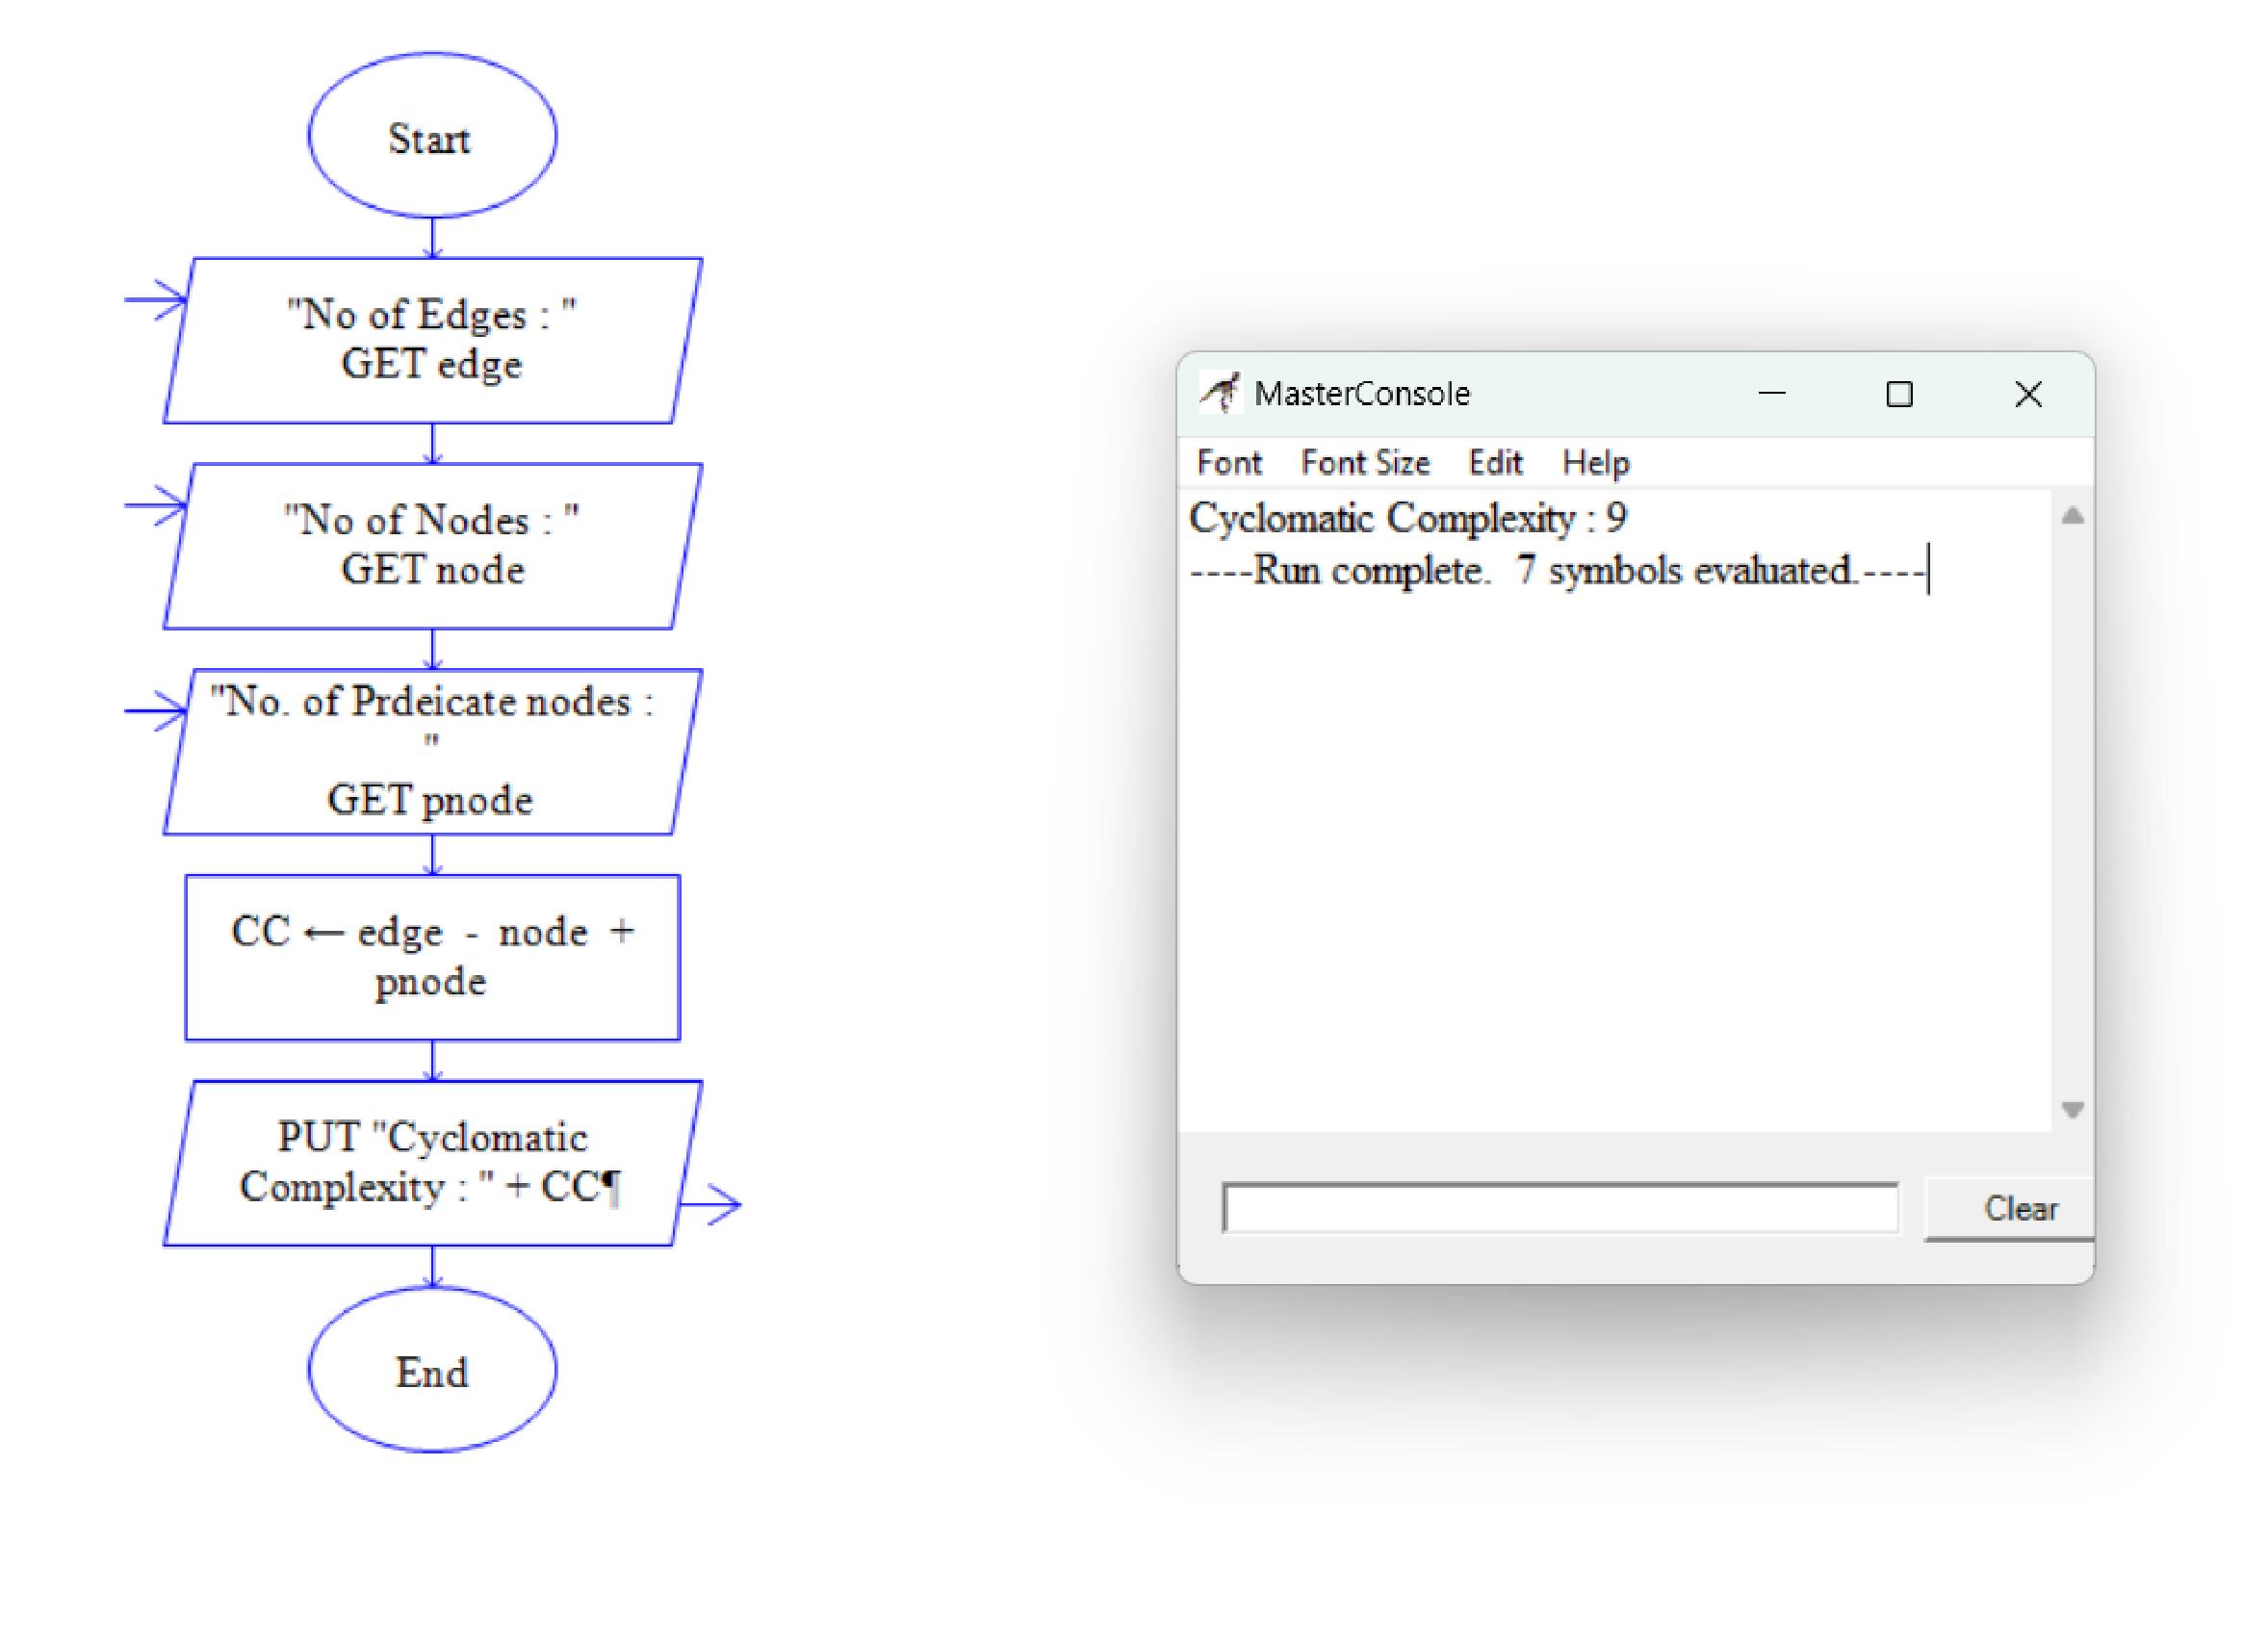 Start
"No of Edges : "
GET edge
"No of Nodes : "
GET node
"No. of Prdeicate nodes :
"
GET pnode
CC ← edge - node +
pnode
PUT "Cyclomatic
Complexity : " + CC¶
End
MasterConsole
Font Font Size Edit Help
Cyclomatic Complexity : 9
----Run complete.  7 symbols evaluated.----
Clear